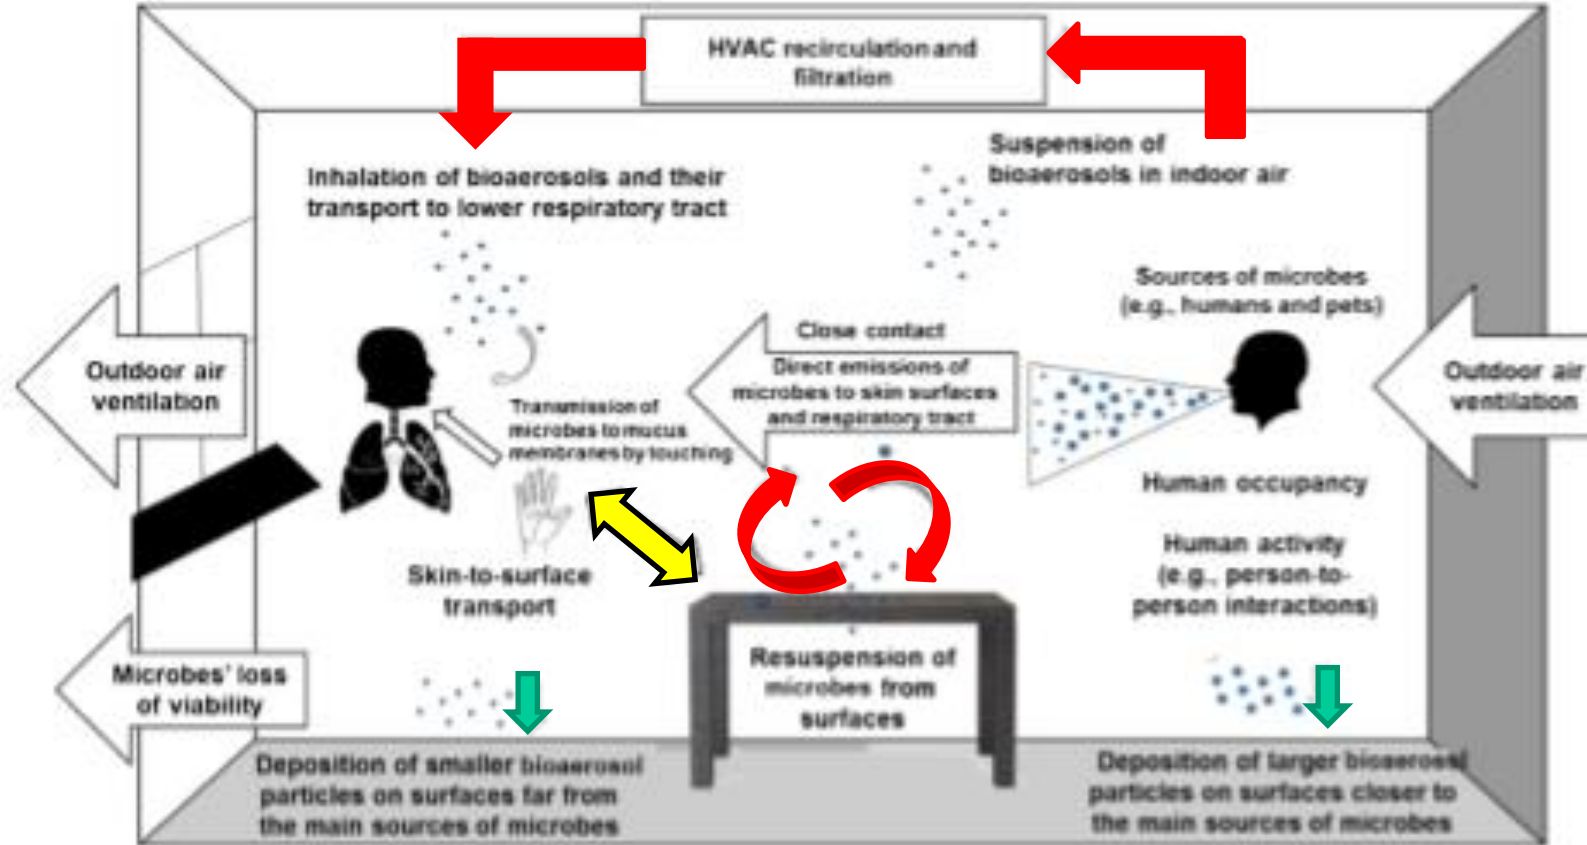 HVAC recirculation and
filtration
Suspension of
bioaerosols in indoor air
Inhalation of bioaerosols and their
transport to lower respiratory tract
Sources of microbes
(e.g., humans and pets)
Close contact
Direct emissions of
microbes to skin surfaces
and respiratory tract
Outdoor air
ventilation
Outdoor air
ventilation
Transmission of
microbes to mucus
membranes by touching
Human occupancy
Human activity
(e.g., person-to-
person interactions)
Skin-to-surface
transport
Microbes' loss
of viability
Resuspension of
microbes from
surfaces
Deposition of smaller bioaerosol
particles on surfaces far from
the main sources of microbes
Deposition of larger bioaerosol
particles on surfaces closer to
the main sources of microbes